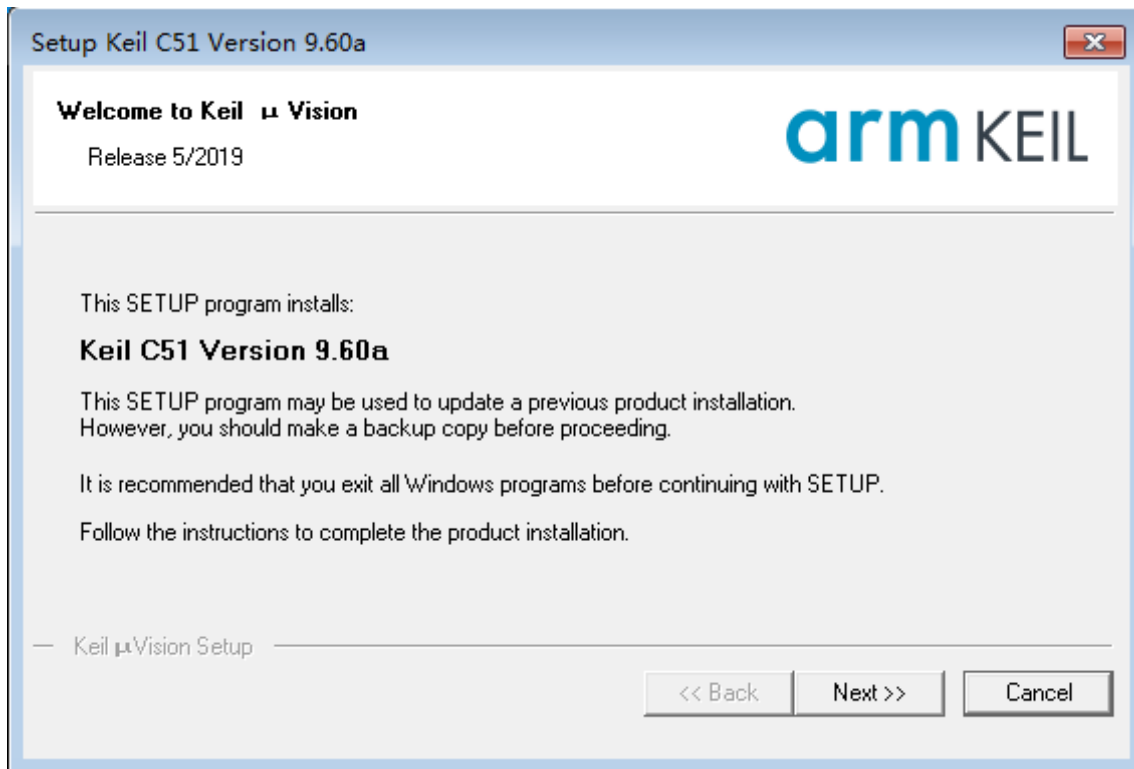 Setup Keil C51 Version 9.60a
Welcome to Keil μ Vision
Release 5/2019
arm KEIL
This SETUP program installs:
Keil C51 Version 9.60a
This SETUP program may be used to update a previous product installation.
However, you should make a backup copy before proceeding.
It is recommended that you exit all Windows programs before continuing with SETUP.
Follow the instructions to complete the product installation.
Keil μVision Setup
<< Back
Next >>
Cancel